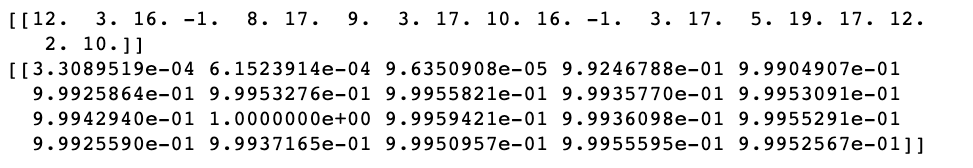 [[12. 3. 16. -1. 8. 17. 9. 3. 17. 10. 16. -1. 3. 17. 5. 19. 17. 12.
2. 10.]]
[[3.3089519e-04 6.1523914e-04 9.6350908e-05 9.9246788e-01 9.9904907e-01
9.9925864e-01 9.9953276e-01 9.9955821e-01 9.9935770e-01 9.9953091e-01
9.9942940e-01 1.0000000e+00 9.9959421e-01 9.9936098e-01 9.9955291e-01
9.9925590e-01 9.9937165e-01 9.9950957e-01 9.9955595e-01 9.9952567e-01]]